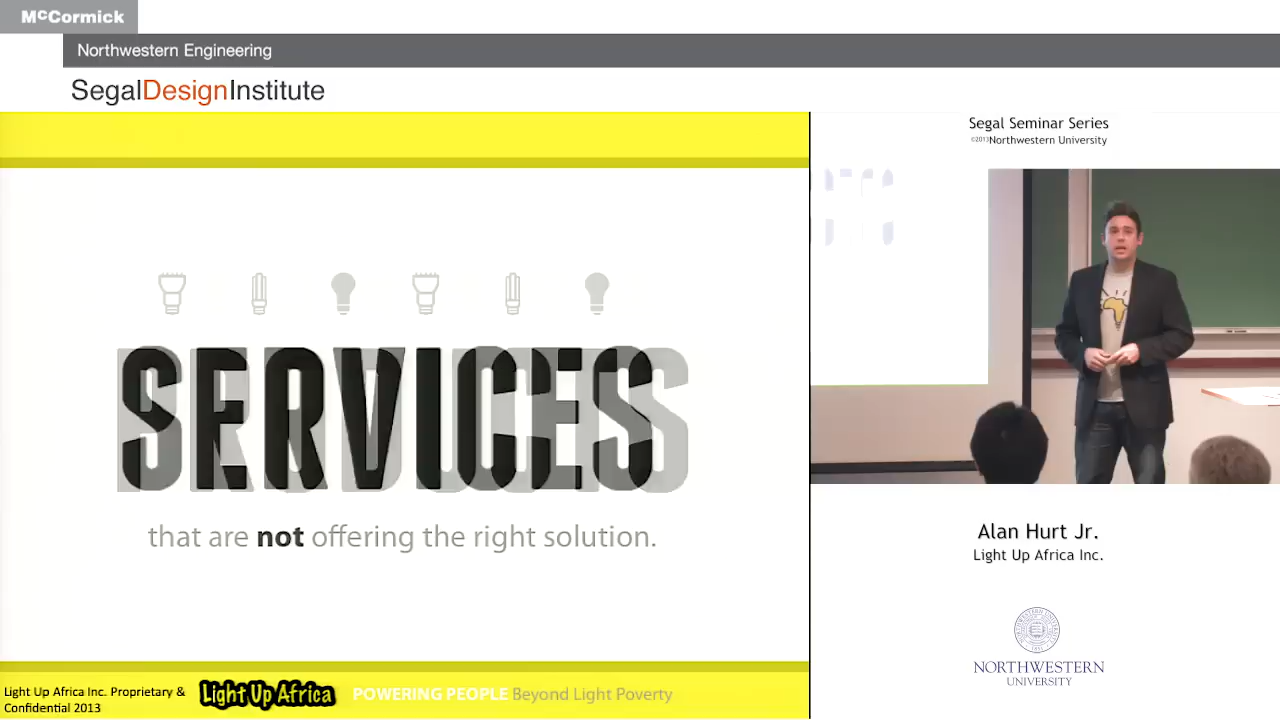 McCormick
Northwestern Engineering
SegalDesignInstitute
Segal Seminar Series
©2013Northwestern University
SERVICES
that are not offering the right solution.
Alan Hurt Jr.
Light Up Africa Inc.
NORTHWESTERN
UNIVERSITY
Light Up Africa Inc. Proprietary &
Confidential 2013
Light Up Africa
POWERING PEOPLE Beyond Light Poverty